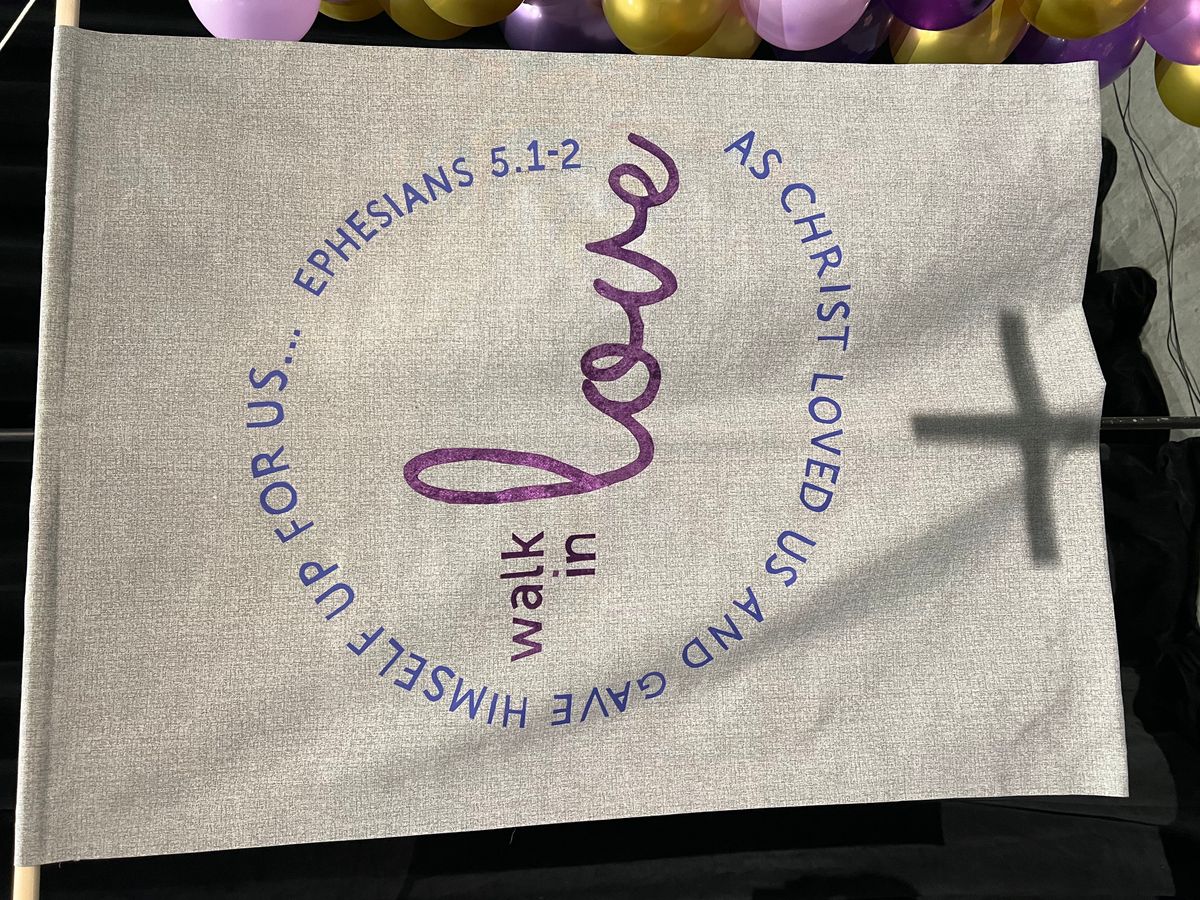 walk
in
love
AS CHRIST LOVED US AND GAVE HIMSELF UP FOR US... EPHESIANS 5.1-2